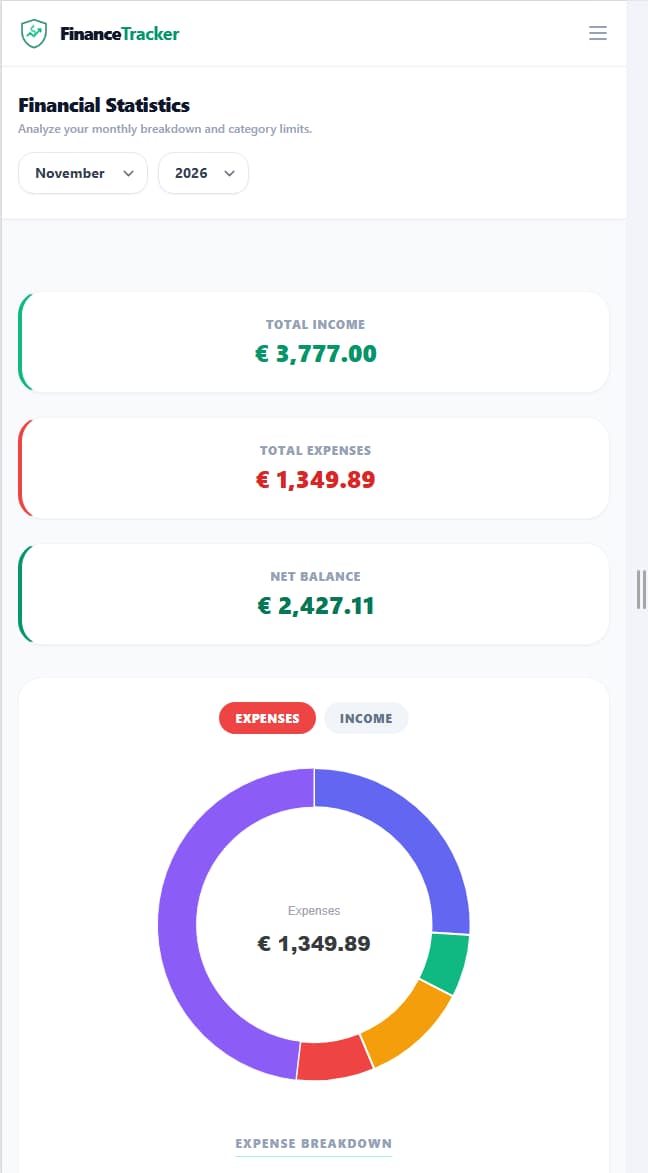 FinanceTracker
Financial Statistics
Analyze your monthly breakdown and category limits.
November 2026
TOTAL INCOME
€ 3,777.00
TOTAL EXPENSES
€ 1,349.89
NET BALANCE
€ 2,427.11
EXPENSES INCOME
Expenses
€ 1,349.89
EXPENSE BREAKDOWN